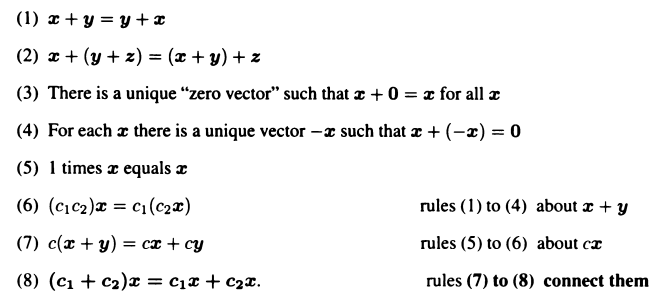 (1) x + y = y + x
(2) x + (y + z) = (x + y) + z
(3) There is a unique “zero vector” such that x + 0 = x for all x
(4) For each x there is a unique vector −x such that x + (−x) = 0
(5) 1 times x equals x
(6) (c₁c₂)x = c₁(c₂x) rules (1) to (4) about x + y
(7) c(x + y) = cx + cy rules (5) to (6) about cx
(8) (c₁ + c₂)x = c₁x + c₂x. rules (7) to (8) connect them